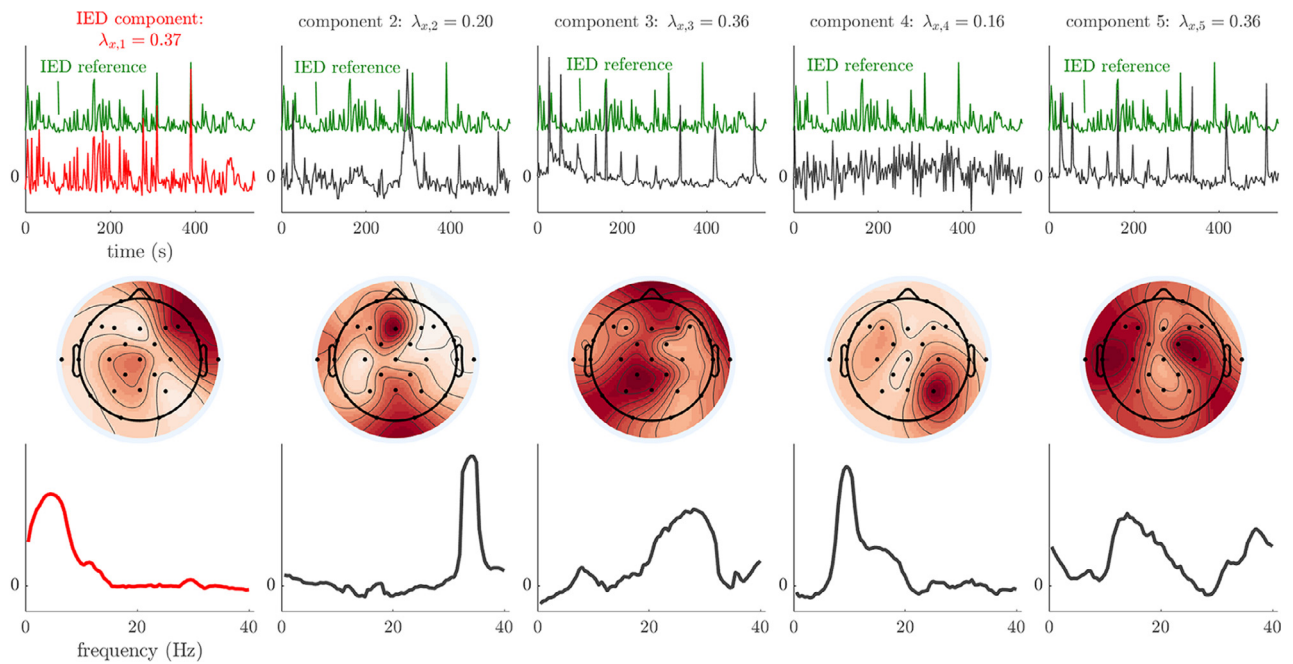 IED component:
λx,1 = 0.37
component 2: λx,2 = 0.20
component 3: λx,3 = 0.36
component 4: λx,4 = 0.16
component 5: λx,5 = 0.36
IED reference
IED reference
IED reference
IED reference
IED reference
0
0
0
0
0
0 200 400
0 200 400
0 200 400
0 200 400
0 200 400
time (s)
0
0
0
0
0
0 20 40
0 20 40
0 20 40
0 20 40
0 20 40
frequency (Hz)